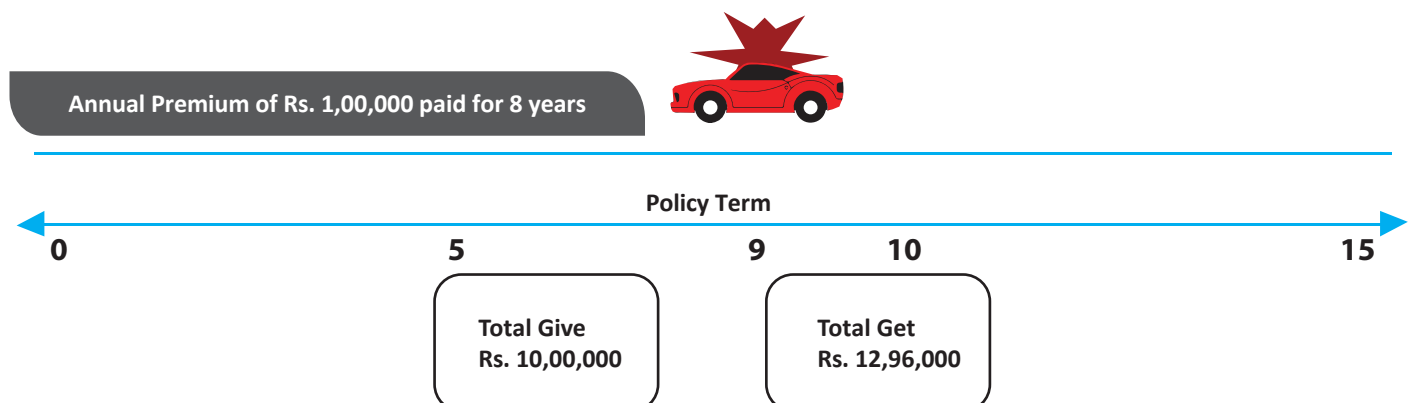 Annual Premium of Rs. 1,00,000 paid for 8 years
Policy Term
0 5 9 10 15
Total Give
Rs. 10,00,000
Total Get
Rs. 12,96,000